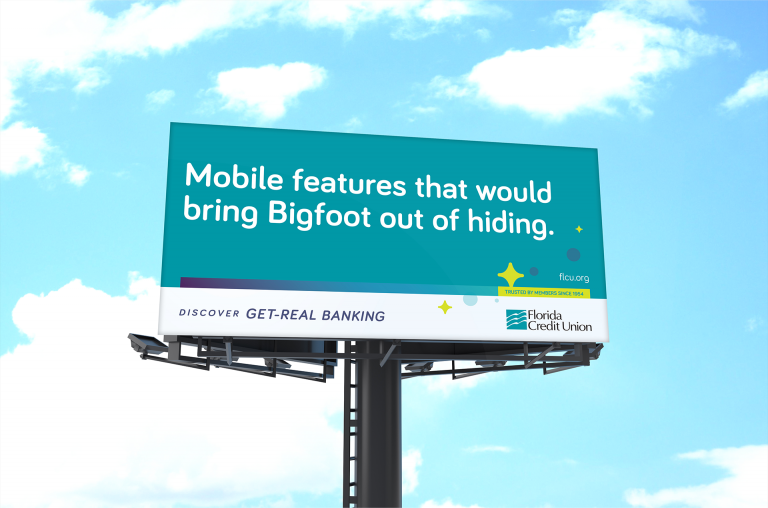 Mobile features that would
bring Bigfoot out of hiding.
flcu.org
TRUSTED BY MEMBERS SINCE 1954
DISCOVER GET-REAL BANKING
Florida
Credit Union